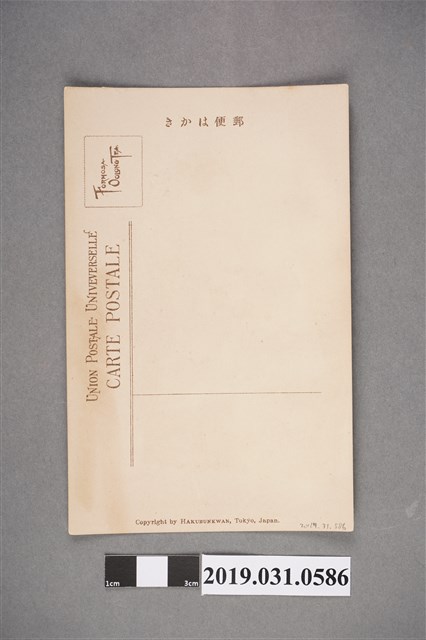 きかは便郵
FORMOSA
OOLONG TEA
UNION POSTALE UNIVEVERSELLE
CARTE POSTALE
Copyright by HAKUBUNKWAN, Tokyo, Japan.
1cm
3cm
2019.031.0586